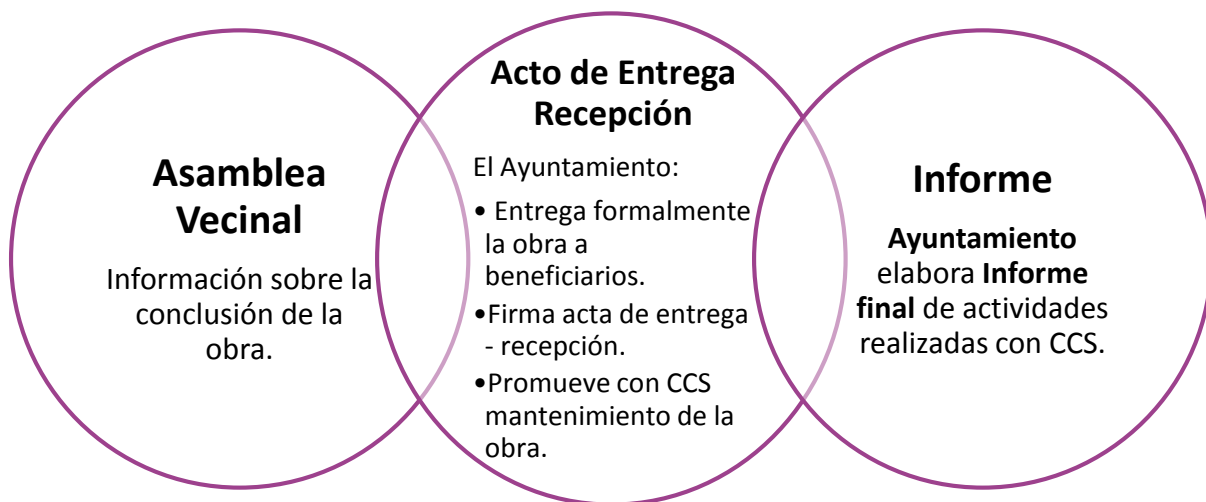 Asamblea
Vecinal
Información sobre la
conclusión de la
obra.
Acto de Entrega
Recepción
El Ayuntamiento:
• Entrega formalmente
la obra a
beneficiarios.
•Firma acta de entrega
- recepción.
•Promueve con CCS
mantenimiento de la
obra.
Informe
Ayuntamiento
elabora Informe
final de actividades
realizadas con CCS.